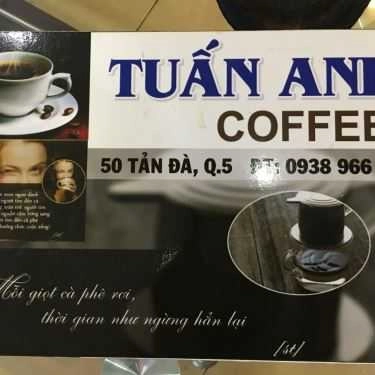 TUẤN ANH
COFFEE
50 TẢN ĐÀ, Q.5 ĐT: 0938 966
Mỗi giọt cà phê rơi,
thời gian như ngừng hẳn lại
[st]